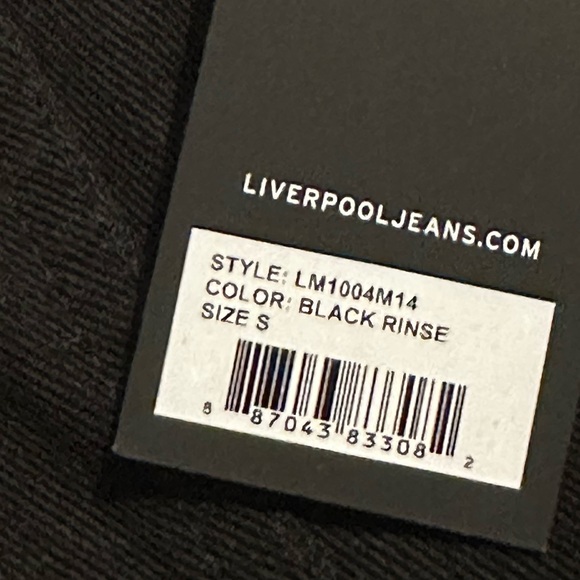 LIVERPOOLJEANS.COM
STYLE: LM1004M14
COLOR: BLACK RINSE
SIZE S
8 87043 83308 2